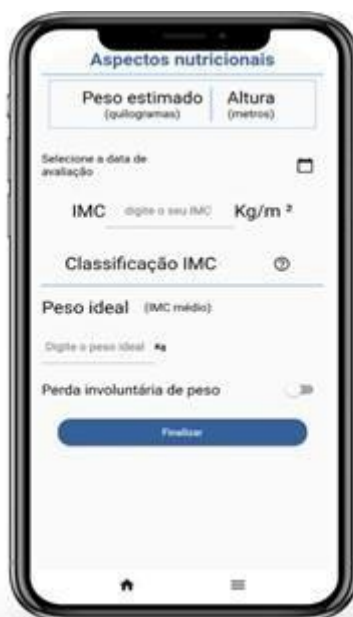 Aspectos nutricionais
Peso estimado Altura
(quilogramas) (metros)
Selecione a data de
avaliação
IMC digite o seu IMC Kg/m ²
Classificação IMC ?
Peso ideal (IMC médio)
Digite o peso ideal Kg
Perda involuntária de peso
Finalizar